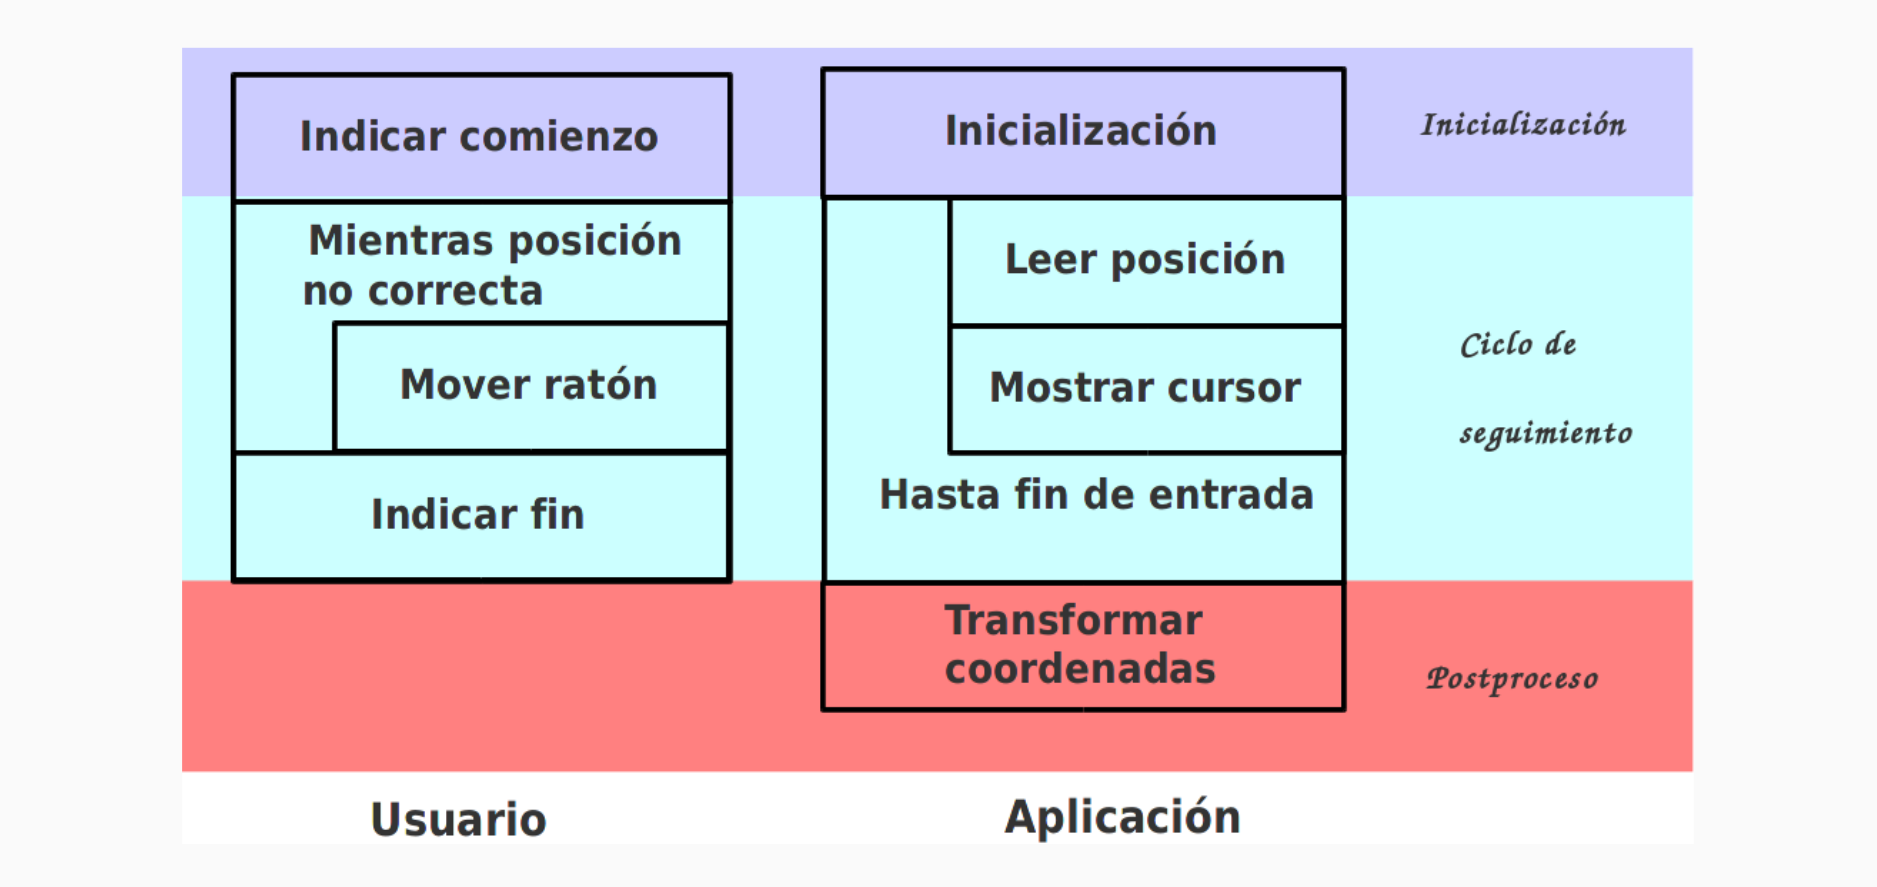 Indicar comienzo
Mientras posición
no correcta
Mover ratón
Indicar fin
Usuario
Inicialización
Leer posición
Mostrar cursor
Hasta fin de entrada
Transformar
coordenadas
Aplicación
Inicialización
Ciclo de
seguimiento
Postproceso